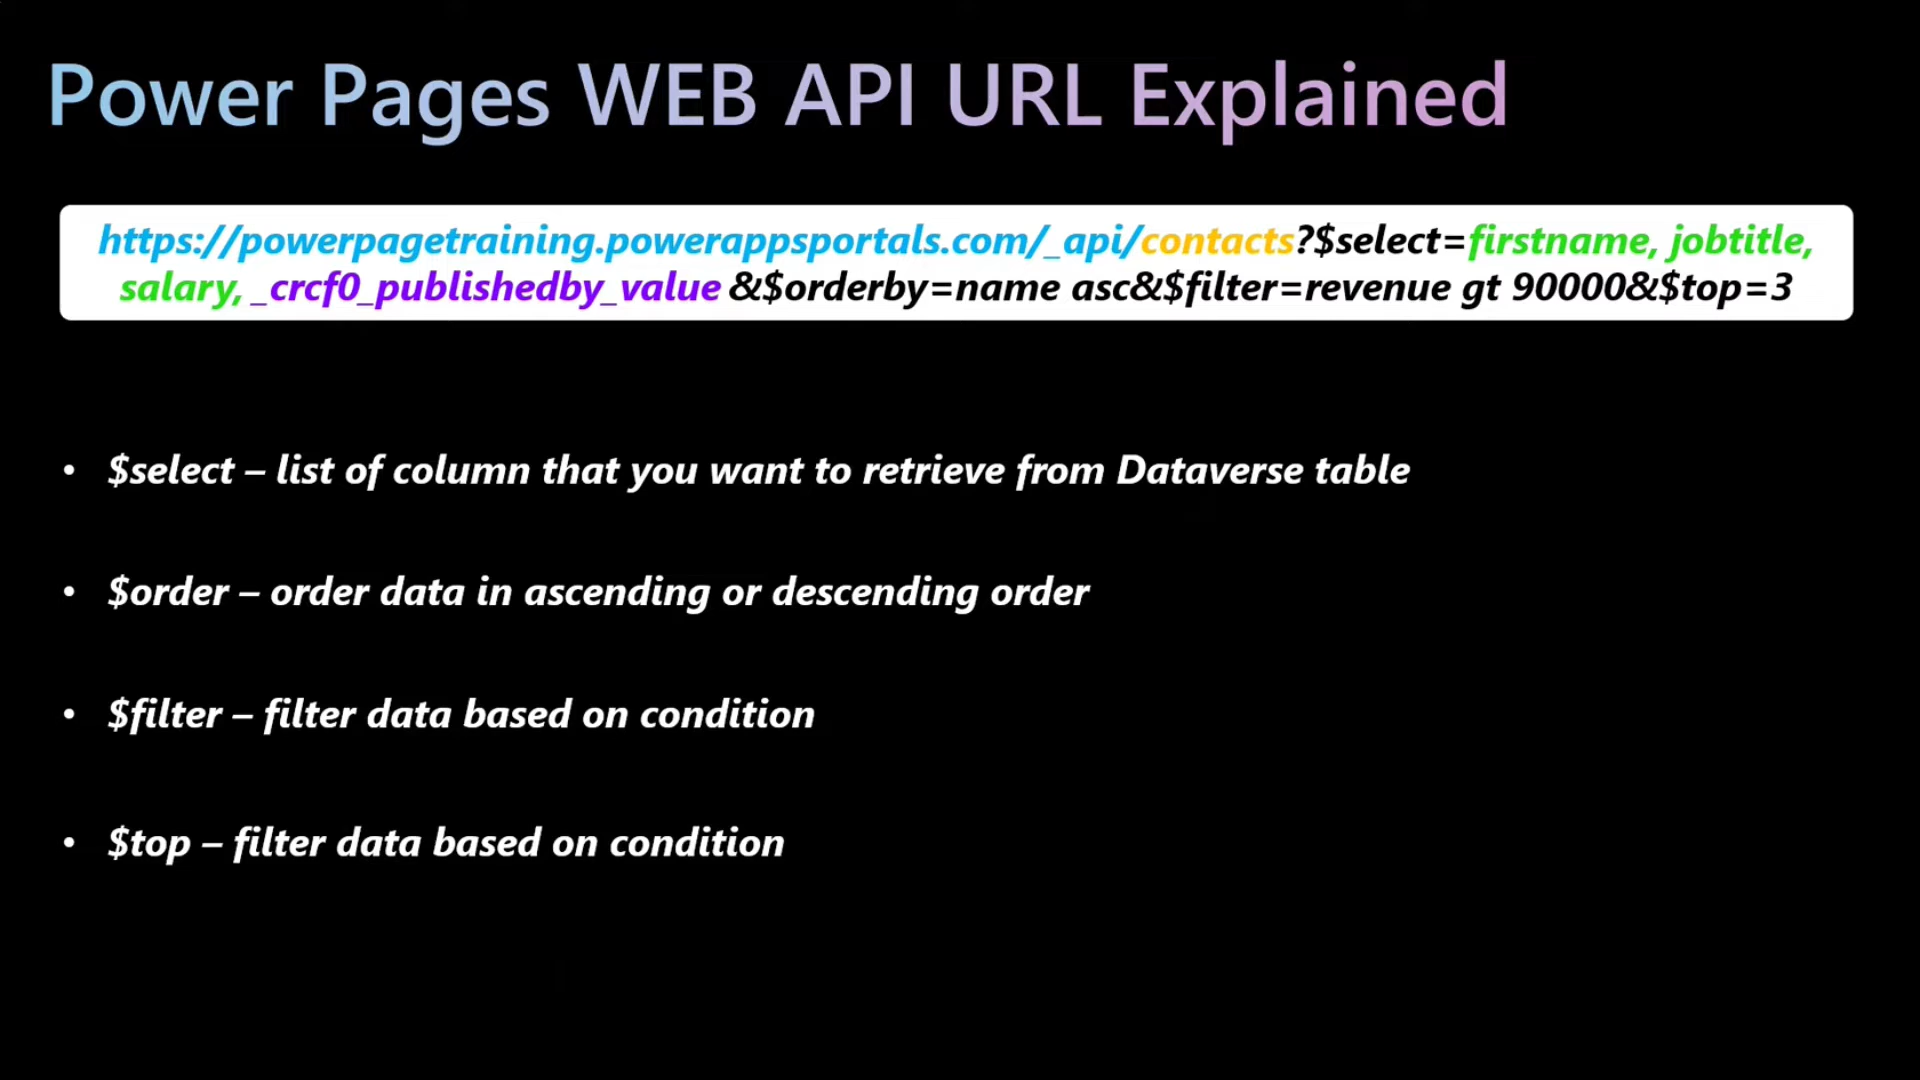 Power Pages WEB API URL Explained
https://powerpagetraining.powerappsportals.com/_api/contacts?$select=firstname, jobtitle,
salary, _crcf0_publishedby_value &$orderby=name asc&$filter=revenue gt 90000&$top=3
• $select – list of column that you want to retrieve from Dataverse table
• $order – order data in ascending or descending order
• $filter – filter data based on condition
• $top – filter data based on condition